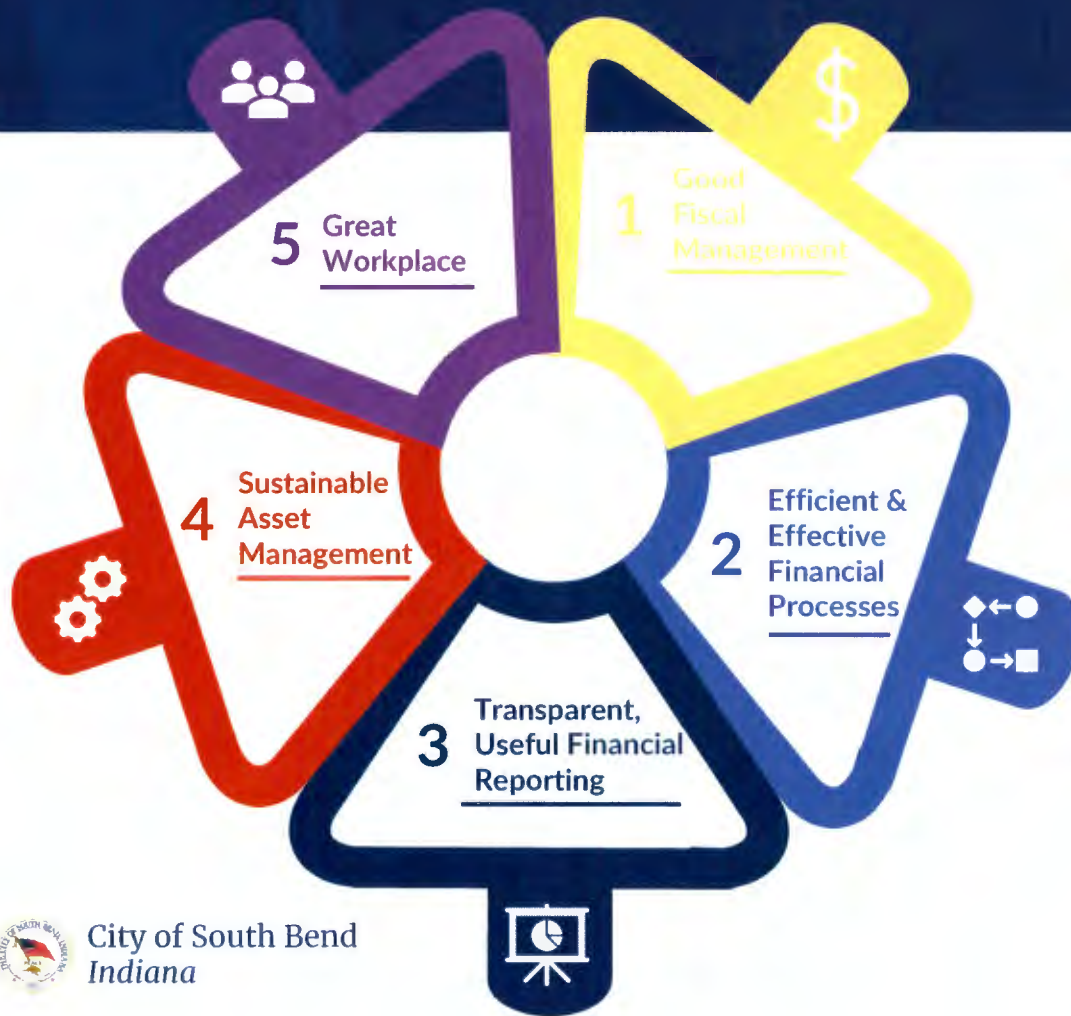 1
Good
Fiscal
Management
2
Efficient &
Effective
Financial
Processes
3
Transparent,
Useful Financial
Reporting
4
Sustainable
Asset
Management
5
Great
Workplace
$
City of South Bend
Indiana